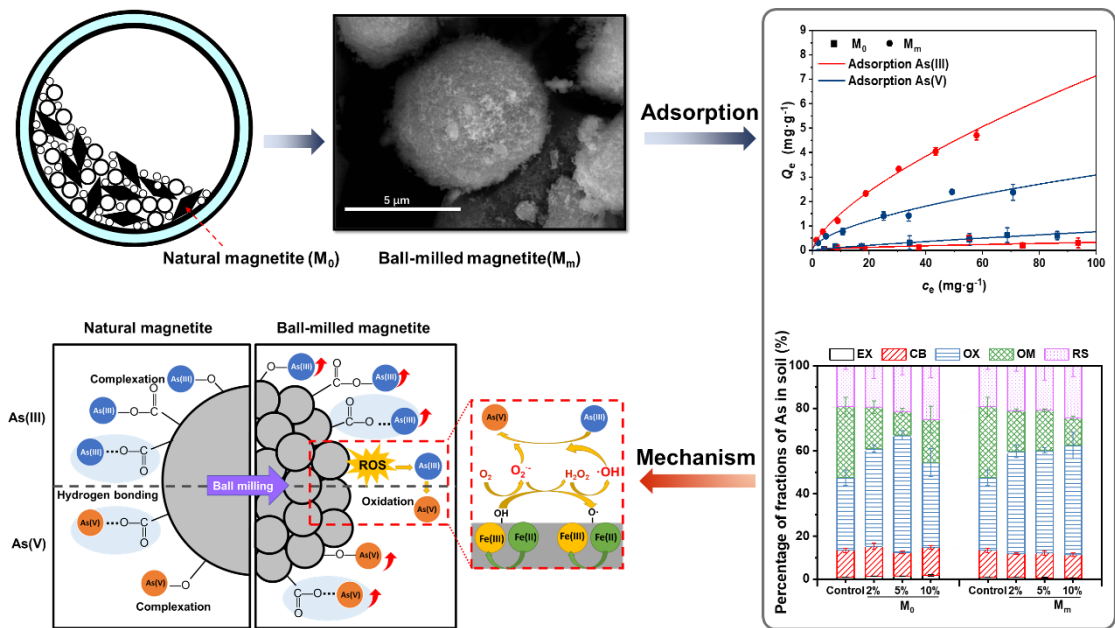 Natural magnetite (M0)
5 μm
Ball-milled magnetite(Mm)
Adsorption
9
8
7
6
5
4
3
2
1
0
Qe (mg·g-1)
M0 Mm
Adsorption As(III)
Adsorption As(V)
0 20 40 60 80 100
ce (mg·g-1)
Natural magnetite
Ball-milled magnetite
As(III)
As(V)
Complexation
As(III)
O
As(III)
O
O
As(III)
O
O
Hydrogen bonding
As(V)
O
O
As(V)
O
Complexation
Ball milling
O
As(III)
O
O
As(III)
O
O
As(III)
ROS
As(III)
Oxidation
As(V)
O
As(V)
O
O
As(V)
As(V)
As(III)
O2
O2·-
H2O2
·OH
OH
O·
Fe(III)
Fe(II)
Fe(III)
Fe(II)
Mechanism
EX CB OX OM RS
Percentage of fractions of As in soil (%)
100
80
60
40
20
0
Control 2% 5% 10% Control 2% 5% 10%
M0 Mm